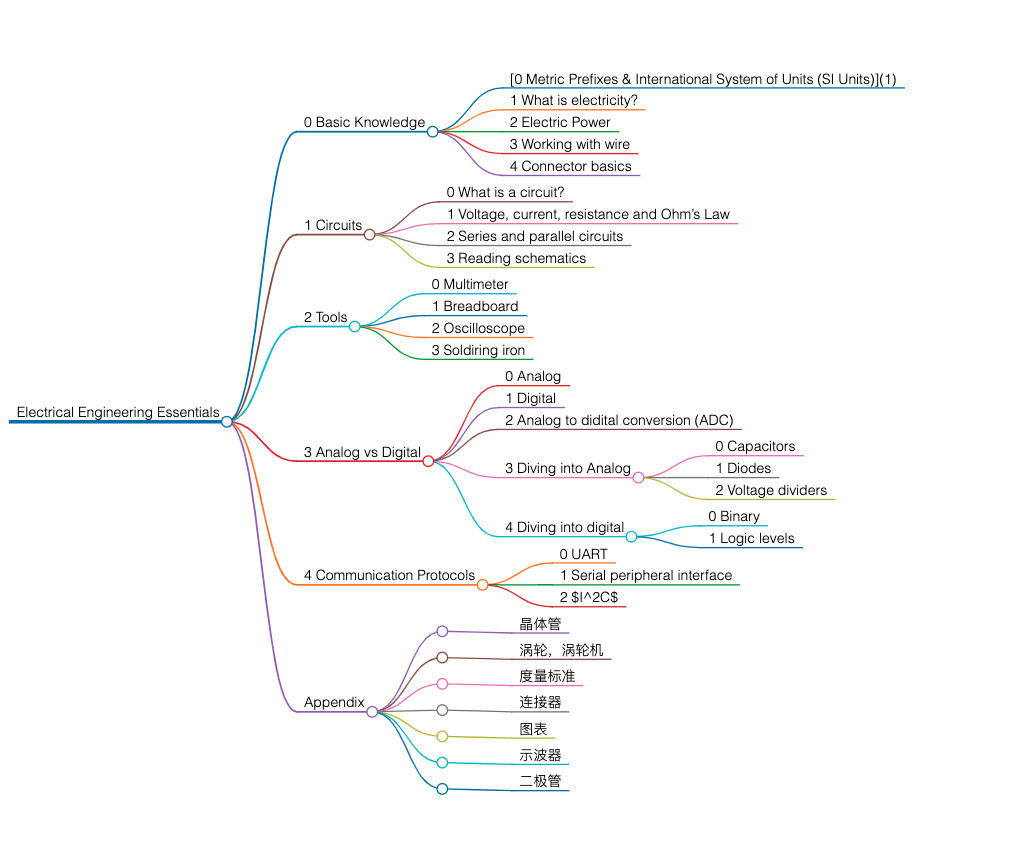 Electrical Engineering Essentials
0 Basic Knowledge
[0 Metric Prefixes & International System of Units (SI Units)](1)
1 What is electricity?
2 Electric Power
3 Working with wire
4 Connector basics
1 Circuits
0 What is a circuit?
1 Voltage, current, resistance and Ohm's Law
2 Series and parallel circuits
3 Reading schematics
2 Tools
0 Multimeter
1 Breadboard
2 Oscilloscope
3 Soldiring iron
3 Analog vs Digital
0 Analog
1 Digital
2 Analog to didital conversion (ADC)
3 Diving into Analog
0 Capacitors
1 Diodes
2 Voltage dividers
4 Diving into digital
0 Binary
1 Logic levels
4 Communication Protocols
0 UART
1 Serial peripheral interface
2 $I^2C$
Appendix
晶体管
涡轮，涡轮机
度量标准
连接器
图表
示波器
二极管